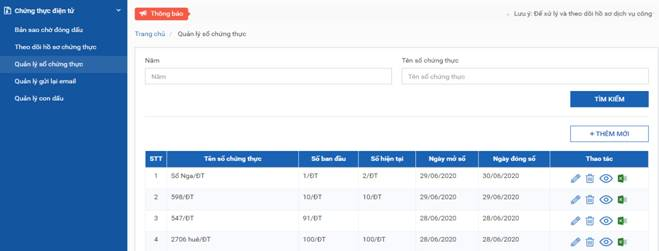 Chứng thực điện tử
Bản sao chờ đóng dấu
Theo dõi hồ sơ chứng thực
Quản lý sổ chứng thực
Quản lý gửi lại email
Quản lý con dấu
Thông báo
Lưu ý: Để xử lý và theo dõi hồ sơ dịch vụ công
Trang chủ / Quản lý sổ chứng thực
Năm Tên sổ chứng thực
Năm Tên sổ chứng thực
TÌM KIẾM
+ THÊM MỚI
STT Tên sổ chứng thực Số ban đầu Số hiện tại Ngày mở sổ Ngày đóng sổ Thao tác
1 Số Nga/ĐT 1/ĐT 2/ĐT 29/06/2020 30/06/2020
2 598/ĐT 10/ĐT 10/ĐT 29/06/2020 29/06/2020
3 547/ĐT 91/ĐT 28/06/2020 28/06/2020
4 2706 huê/ĐT 100/ĐT 100/ĐT 28/06/2020 28/06/2020